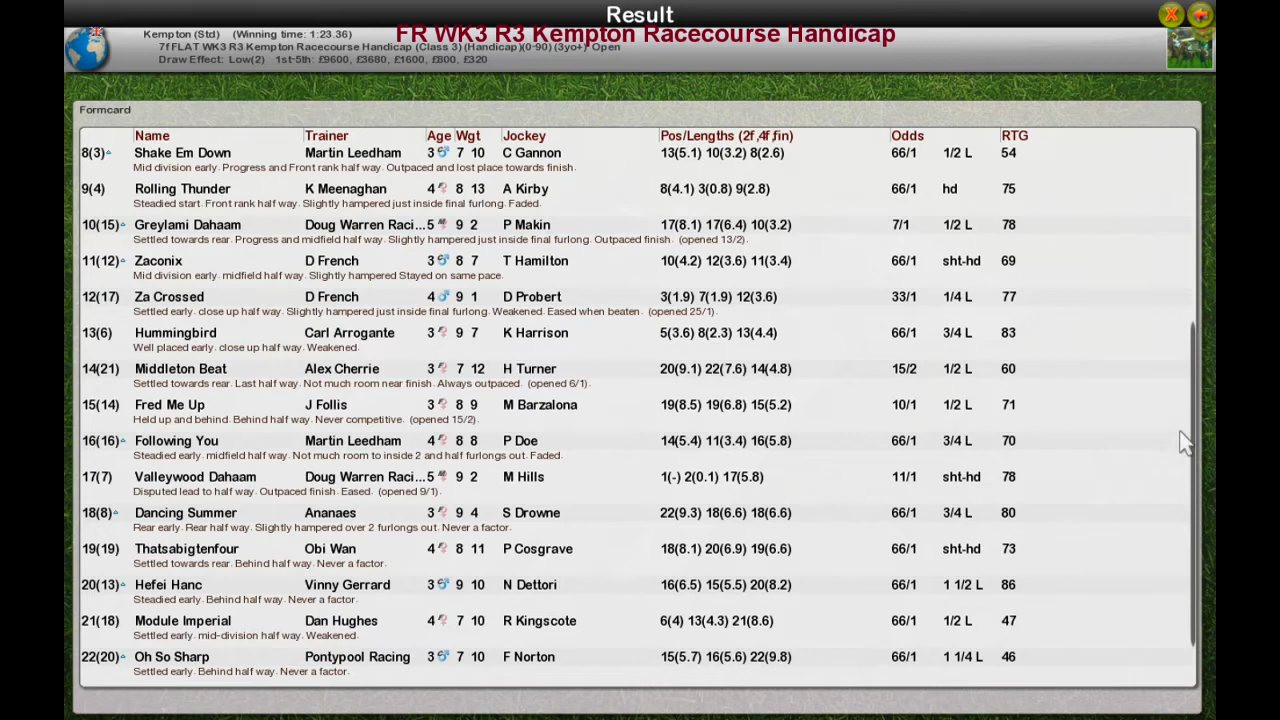 Result
FR WK3 R3 Kempton Racecourse Handicap
Kempton (Std) (Winning time: 1:23.36)
7f FLAT WK3 R3 Kempton Racecourse Handicap (Class 3) (Handicap)(0-90) (3yo+) Open
Draw Effect: Low(2) 1st-5th: £9600, £3680, £1600, £800, £320
Formcard
Name Trainer Age Wgt Jockey Pos/Lengths (2f,4f,fin) Odds RTG
8(3) Shake Em Down Martin Leedham 3 7 10 C Gannon 13(5.1) 10(3.2) 8(2.6) 66/1 1/2 L 54
Mid division early. Progress and Front rank half way. Outpaced and lost place towards finish.
9(4) Rolling Thunder K Meenaghan 4 8 13 A Kirby 8(4.1) 3(0.8) 9(2.8) 66/1 hd 75
Steadied start. Front rank half way. Slightly hampered just inside final furlong. Faded.
10(15) Greylami Dahaam Doug Warren Raci... 5 9 2 P Makin 17(8.1) 17(6.4) 10(3.2) 7/1 1/2 L 78
Settled towards rear. Progress and midfield half way. Slightly hampered just inside final furlong. Outpaced finish. (opened 13/2).
11(12) Zaconix D French 3 8 7 T Hamilton 10(4.2) 12(3.6) 11(3.4) 66/1 sht-hd 69
Mid division early. midfield half way. Slightly hampered Stayed on same pace.
12(17) Za Crossed D French 4 9 1 D Probert 3(1.9) 7(1.9) 12(3.6) 33/1 1/4 L 77
Settled early. close up half way. Slightly hampered just inside final furlong. Weakened. Eased when beaten. (opened 25/1).
13(6) Hummingbird Carl Arrogante 3 9 7 K Harrison 5(3.6) 8(2.3) 13(4.4) 66/1 3/4 L 83
Well placed early. close up half way. Weakened.
14(21) Middleton Beat Alex Cherrie 3 7 12 H Turner 20(9.1) 22(7.6) 14(4.8) 15/2 1/2 L 60
Settled towards rear. Last half way. Not much room near finish. Always outpaced. (opened 6/1).
15(14) Fred Me Up J Follis 3 8 9 M Barzalona 19(8.5) 19(6.8) 15(5.2) 10/1 1/2 L 71
Held up and behind. Behind half way. Never competitive. (opened 15/2).
16(16) Following You Martin Leedham 4 8 8 P Doe 14(5.4) 11(3.4) 16(5.8) 66/1 3/4 L 70
Steadied early. midfield half way. Not much room to inside 2 and half furlongs out. Faded.
17(7) Valleywood Dahaam Doug Warren Raci... 5 9 2 M Hills 1(-) 2(0.1) 17(5.8) 11/1 sht-hd 78
Disputed lead to half way. Outpaced finish. Eased. (opened 9/1).
18(8) Dancing Summer Ananaes 3 9 4 S Drowne 22(9.3) 18(6.6) 18(6.6) 66/1 3/4 L 80
Rear early. Rear half way. Slightly hampered over 2 furlongs out. Never a factor.
19(19) Thatsabigtenfour Obi Wan 4 8 11 P Cosgrave 18(8.1) 20(6.9) 19(6.6) 66/1 sht-hd 73
Settled towards rear. Behind half way. Never a factor.
20(13) Hefei Hanc Vinny Gerrard 3 9 10 N Dettori 16(6.5) 15(5.5) 20(8.2) 66/1 1 1/2 L 86
Steadied early. Behind half way. Never a factor.
21(18) Module Imperial Dan Hughes 4 7 10 R Kingscote 6(4) 13(4.3) 21(8.6) 66/1 1/2 L 47
Settled early. mid-division half way. Weakened.
22(20) Oh So Sharp Pontypool Racing 3 7 10 F Norton 15(5.7) 16(5.6) 22(9.8) 66/1 1 1/4 L 46
Settled early. Behind half way. Never a factor.